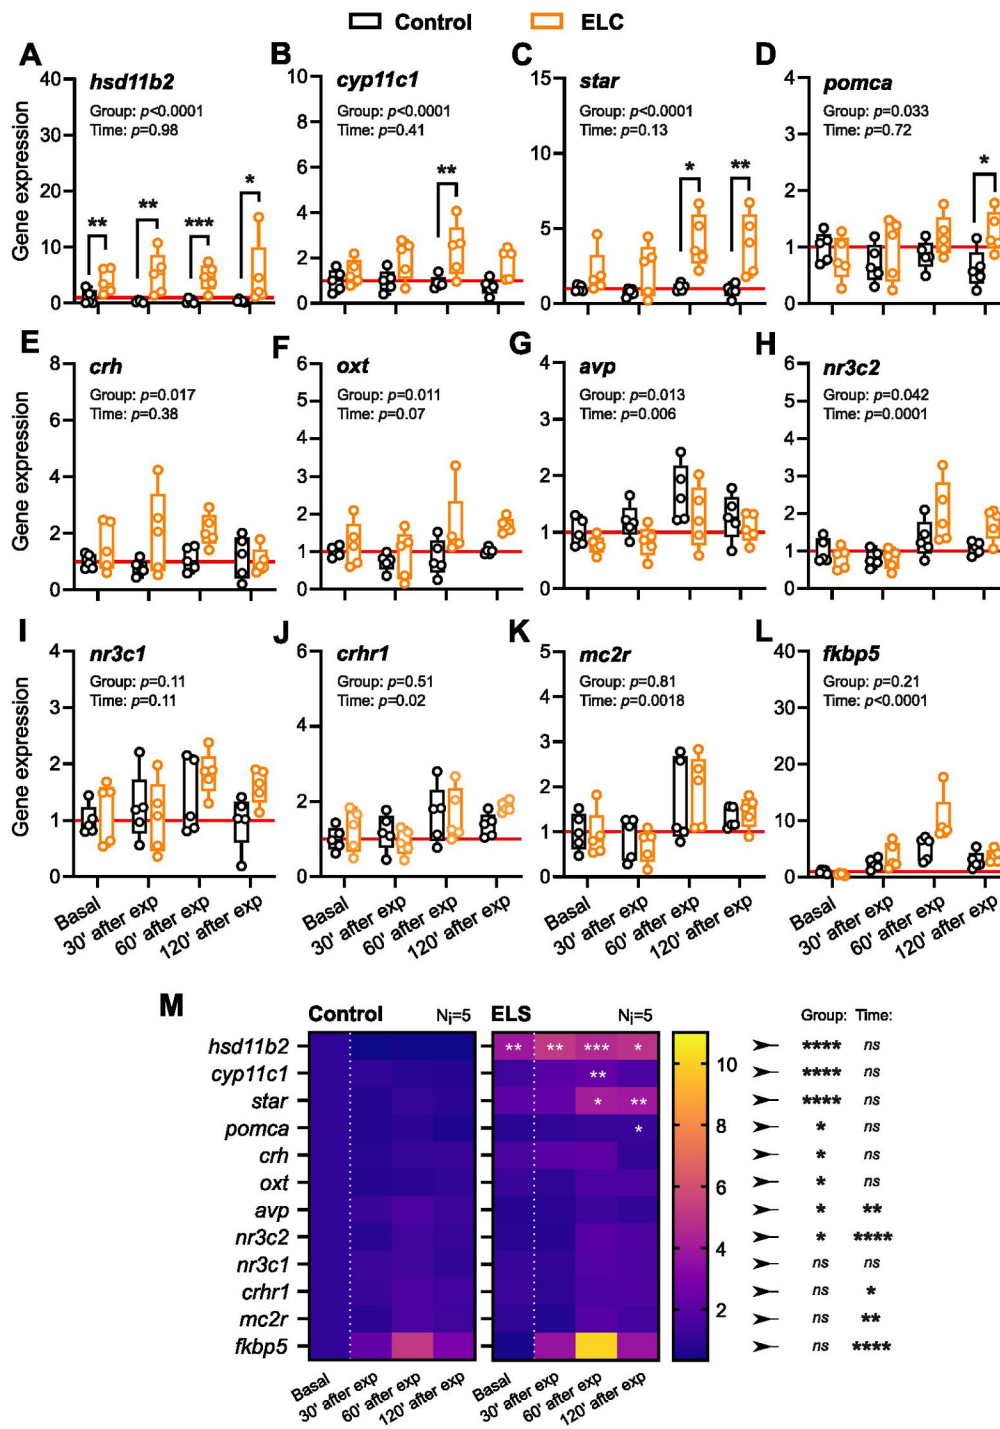 Control ELC
A
hsd11b2
Group: p<0.0001
Time: p=0.98
Gene expression
40
30
20
10
0
** ** *** *
B
cyp11c1
Group: p<0.0001
Time: p=0.41
10
8
6
4
2
0
**
C
star
Group: p<0.0001
Time: p=0.13
15
10
5
0
* **
D
pomca
Group: p=0.033
Time: p=0.72
4
3
2
1
0
*
E
crh
Group: p=0.017
Time: p=0.38
Gene expression
8
6
4
2
0
F
oxt
Group: p=0.011
Time: p=0.07
6
5
4
3
2
1
0
G
avp
Group: p=0.013
Time: p=0.006
4
3
2
1
0
H
nr3c2
Group: p=0.042
Time: p=0.0001
6
5
4
3
2
1
0
I
nr3c1
Group: p=0.11
Time: p=0.11
Gene expression
4
3
2
1
0
Basal
30' after exp
60' after exp
120' after exp
J
crhr1
Group: p=0.51
Time: p=0.02
6
4
2
0
Basal
30' after exp
60' after exp
120' after exp
K
mc2r
Group: p=0.81
Time: p=0.0018
5
4
3
2
1
0
Basal
30' after exp
60' after exp
120' after exp
L
fkbp5
Group: p=0.21
Time: p<0.0001
40
30
20
10
0
Basal
30' after exp
60' after exp
120' after exp
M
Control Ni=5 ELS Ni=5 Group: Time:
hsd11b2 ** ** *** * **** ns
cyp11c1 ** **** ns
star * ** **** ns
pomca * * ns
crh * ns
oxt * ns
avp * **
nr3c2 * ****
nr3c1 ns ns
crhr1 ns *
mc2r ns **
fkbp5 ns ****
10
8
6
4
2
Basal
30' after exp
60' after exp
120' after exp
Basal
30' after exp
60' after exp
120' after exp